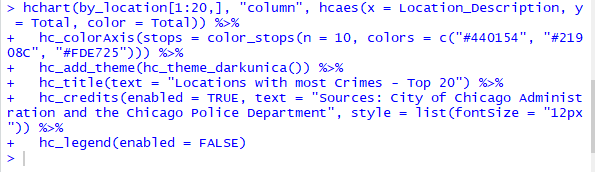 > hchart(by_location[1:20,], "column", hcaes(x = Location_Description, y
 = Total, color = Total)) %>%
+   hc_colorAxis(stops = color_stops(n = 10, colors = c("#440154", "#219
08C", "#FDE725"))) %>%
+   hc_add_theme(hc_theme_darkunica()) %>%
+   hc_title(text = "Locations with most Crimes - Top 20") %>%
+   hc_credits(enabled = TRUE, text = "Sources: City of Chicago Administ
ration and the Chicago Police Department", style = list(fontSize = "12px
")) %>%
+   hc_legend(enabled = FALSE)
>